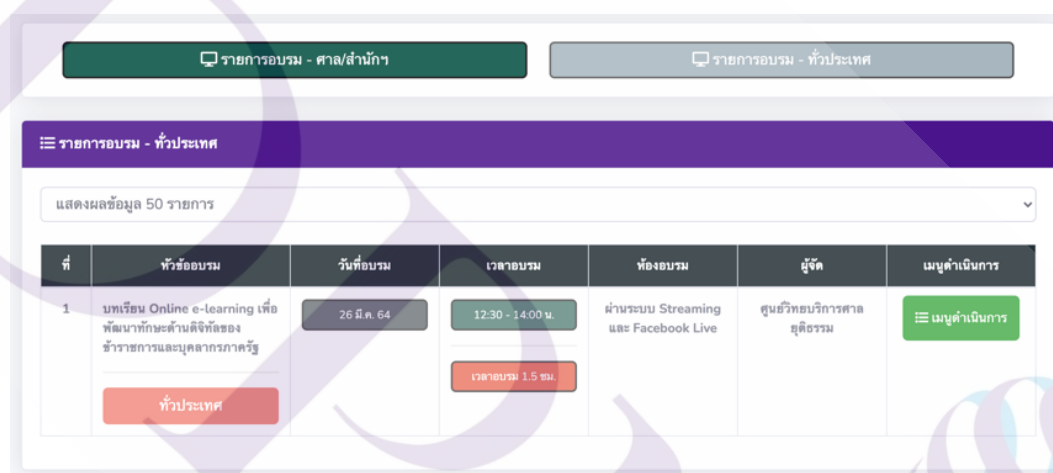 รายการอบรม - ศาล/สำนักฯ
รายการอบรม - ทั่วประเทศ
รายการอบรม - ทั่วประเทศ
แสดงผลข้อมูล 50 รายการ
ที่ หัวข้ออบรม วันที่อบรม เวลาอบรม ห้องอบรม ผู้จัด เมนูดำเนินการ
1 บทเรียน Online e-learning เพื่อ 26 มี.ค. 64 12:30 - 14:00 น. ผ่านระบบ Streaming ศูนย์วิทยบริการศาล เมนูดำเนินการ
พัฒนาทักษะด้านดิจิทัลของ และ Facebook Live ยุติธรรม
ข้าราชการและบุคลากรภาครัฐ
เวลาอบรม 1.5 ชม.
ทั่วประเทศ